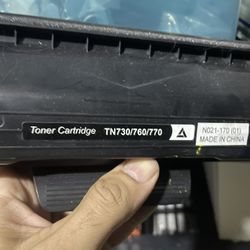 Toner Cartridge TN730/760/770
N021-170 (01)
MADE IN CHINA